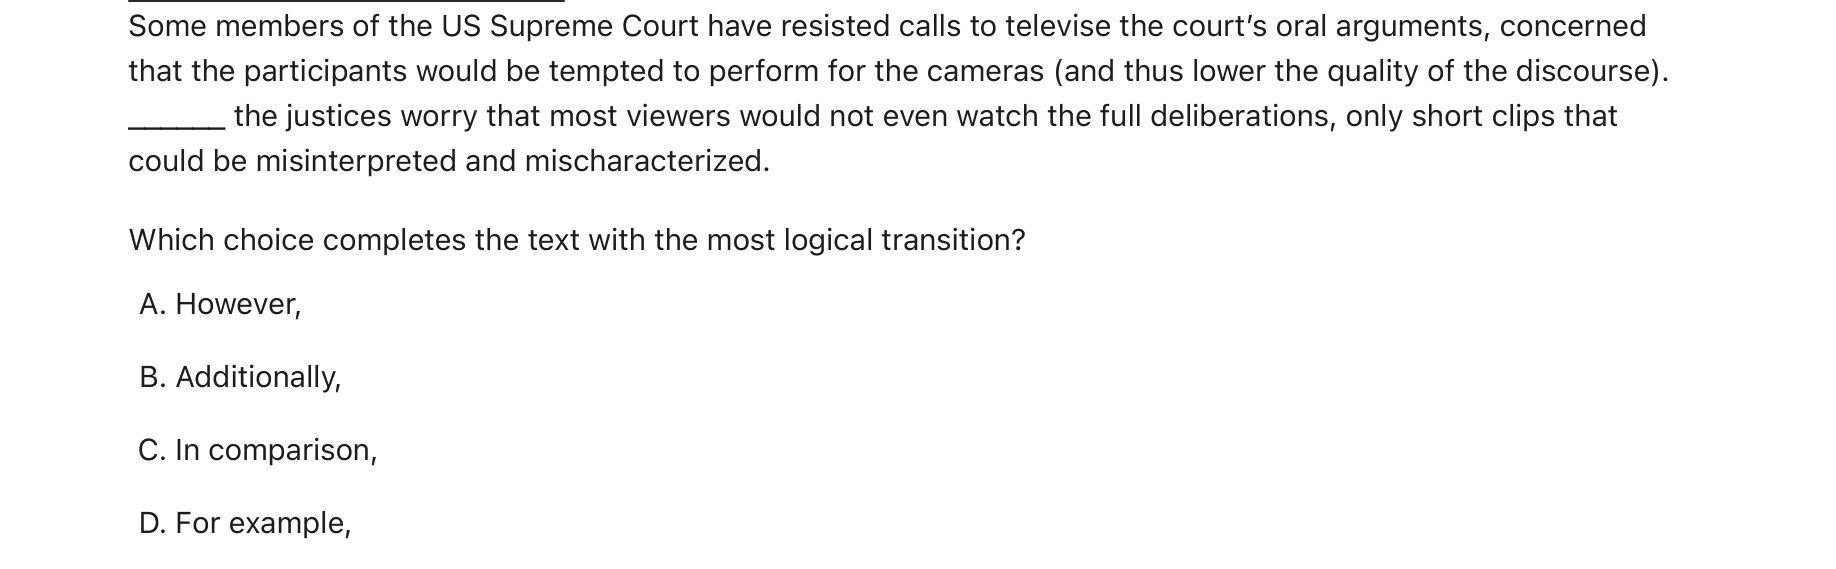 Some members of the US Supreme Court have resisted calls to televise the court’s oral arguments, concerned
that the participants would be tempted to perform for the cameras (and thus lower the quality of the discourse).
______ the justices worry that most viewers would not even watch the full deliberations, only short clips that
could be misinterpreted and mischaracterized.
Which choice completes the text with the most logical transition?
A. However,
B. Additionally,
C. In comparison,
D. For example,